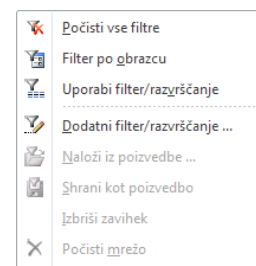 Počisti vse filtre
Filter po obrazcu
Uporabi filter/razvrščanje
Dodatni filter/razvrščanje ...
Naloži iz poizvedbe ...
Shrani kot poizvedbo
Izbriši zavihek
Počisti mrežo